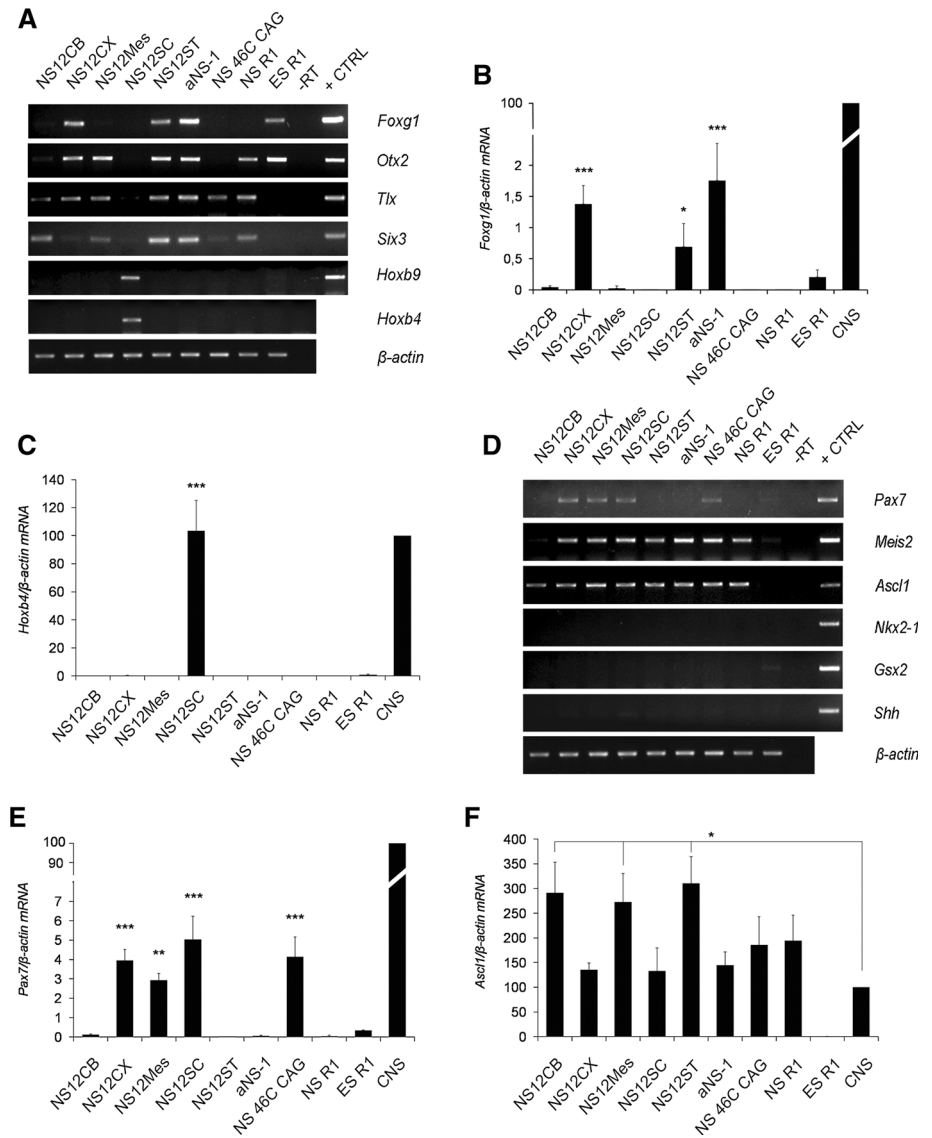 A
NS12CB NS12CX NS12Mes NS12SC NS12ST aNS-1 NS 46C CAG NS R1 ES R1 -RT + CTRL
Foxg1
Otx2
Tlx
Six3
Hoxb9
Hoxb4
β-actin
B
Foxg1/β-actin mRNA
100
2
1,5
1
0,5
0
***
*
***
NS12CB NS12CX NS12Mes NS12SC NS12ST aNS-1 NS 46C CAG NS R1 ES R1 CNS
C
Hoxb4/β-actin mRNA
140
120
100
80
60
40
20
0
***
NS12CB NS12CX NS12Mes NS12SC NS12ST aNS-1 NS 46C CAG NS R1 ES R1 CNS
D
NS12CB NS12CX NS12Mes NS12SC NS12ST aNS-1 NS 46C CAG NS R1 ES R1 -RT + CTRL
Pax7
Meis2
Ascl1
Nkx2-1
Gsx2
Shh
β-actin
E
Pax7/β-actin mRNA
100
90
7
6
5
4
3
2
1
0
***
**
***
***
NS12CB NS12CX NS12Mes NS12SC NS12ST aNS-1 NS 46C CAG NS R1 ES R1 CNS
F
Ascl1/β-actin mRNA
400
350
300
250
200
150
100
50
0
*
NS12CB NS12CX NS12Mes NS12SC NS12ST aNS-1 NS 46C CAG NS R1 ES R1 CNS